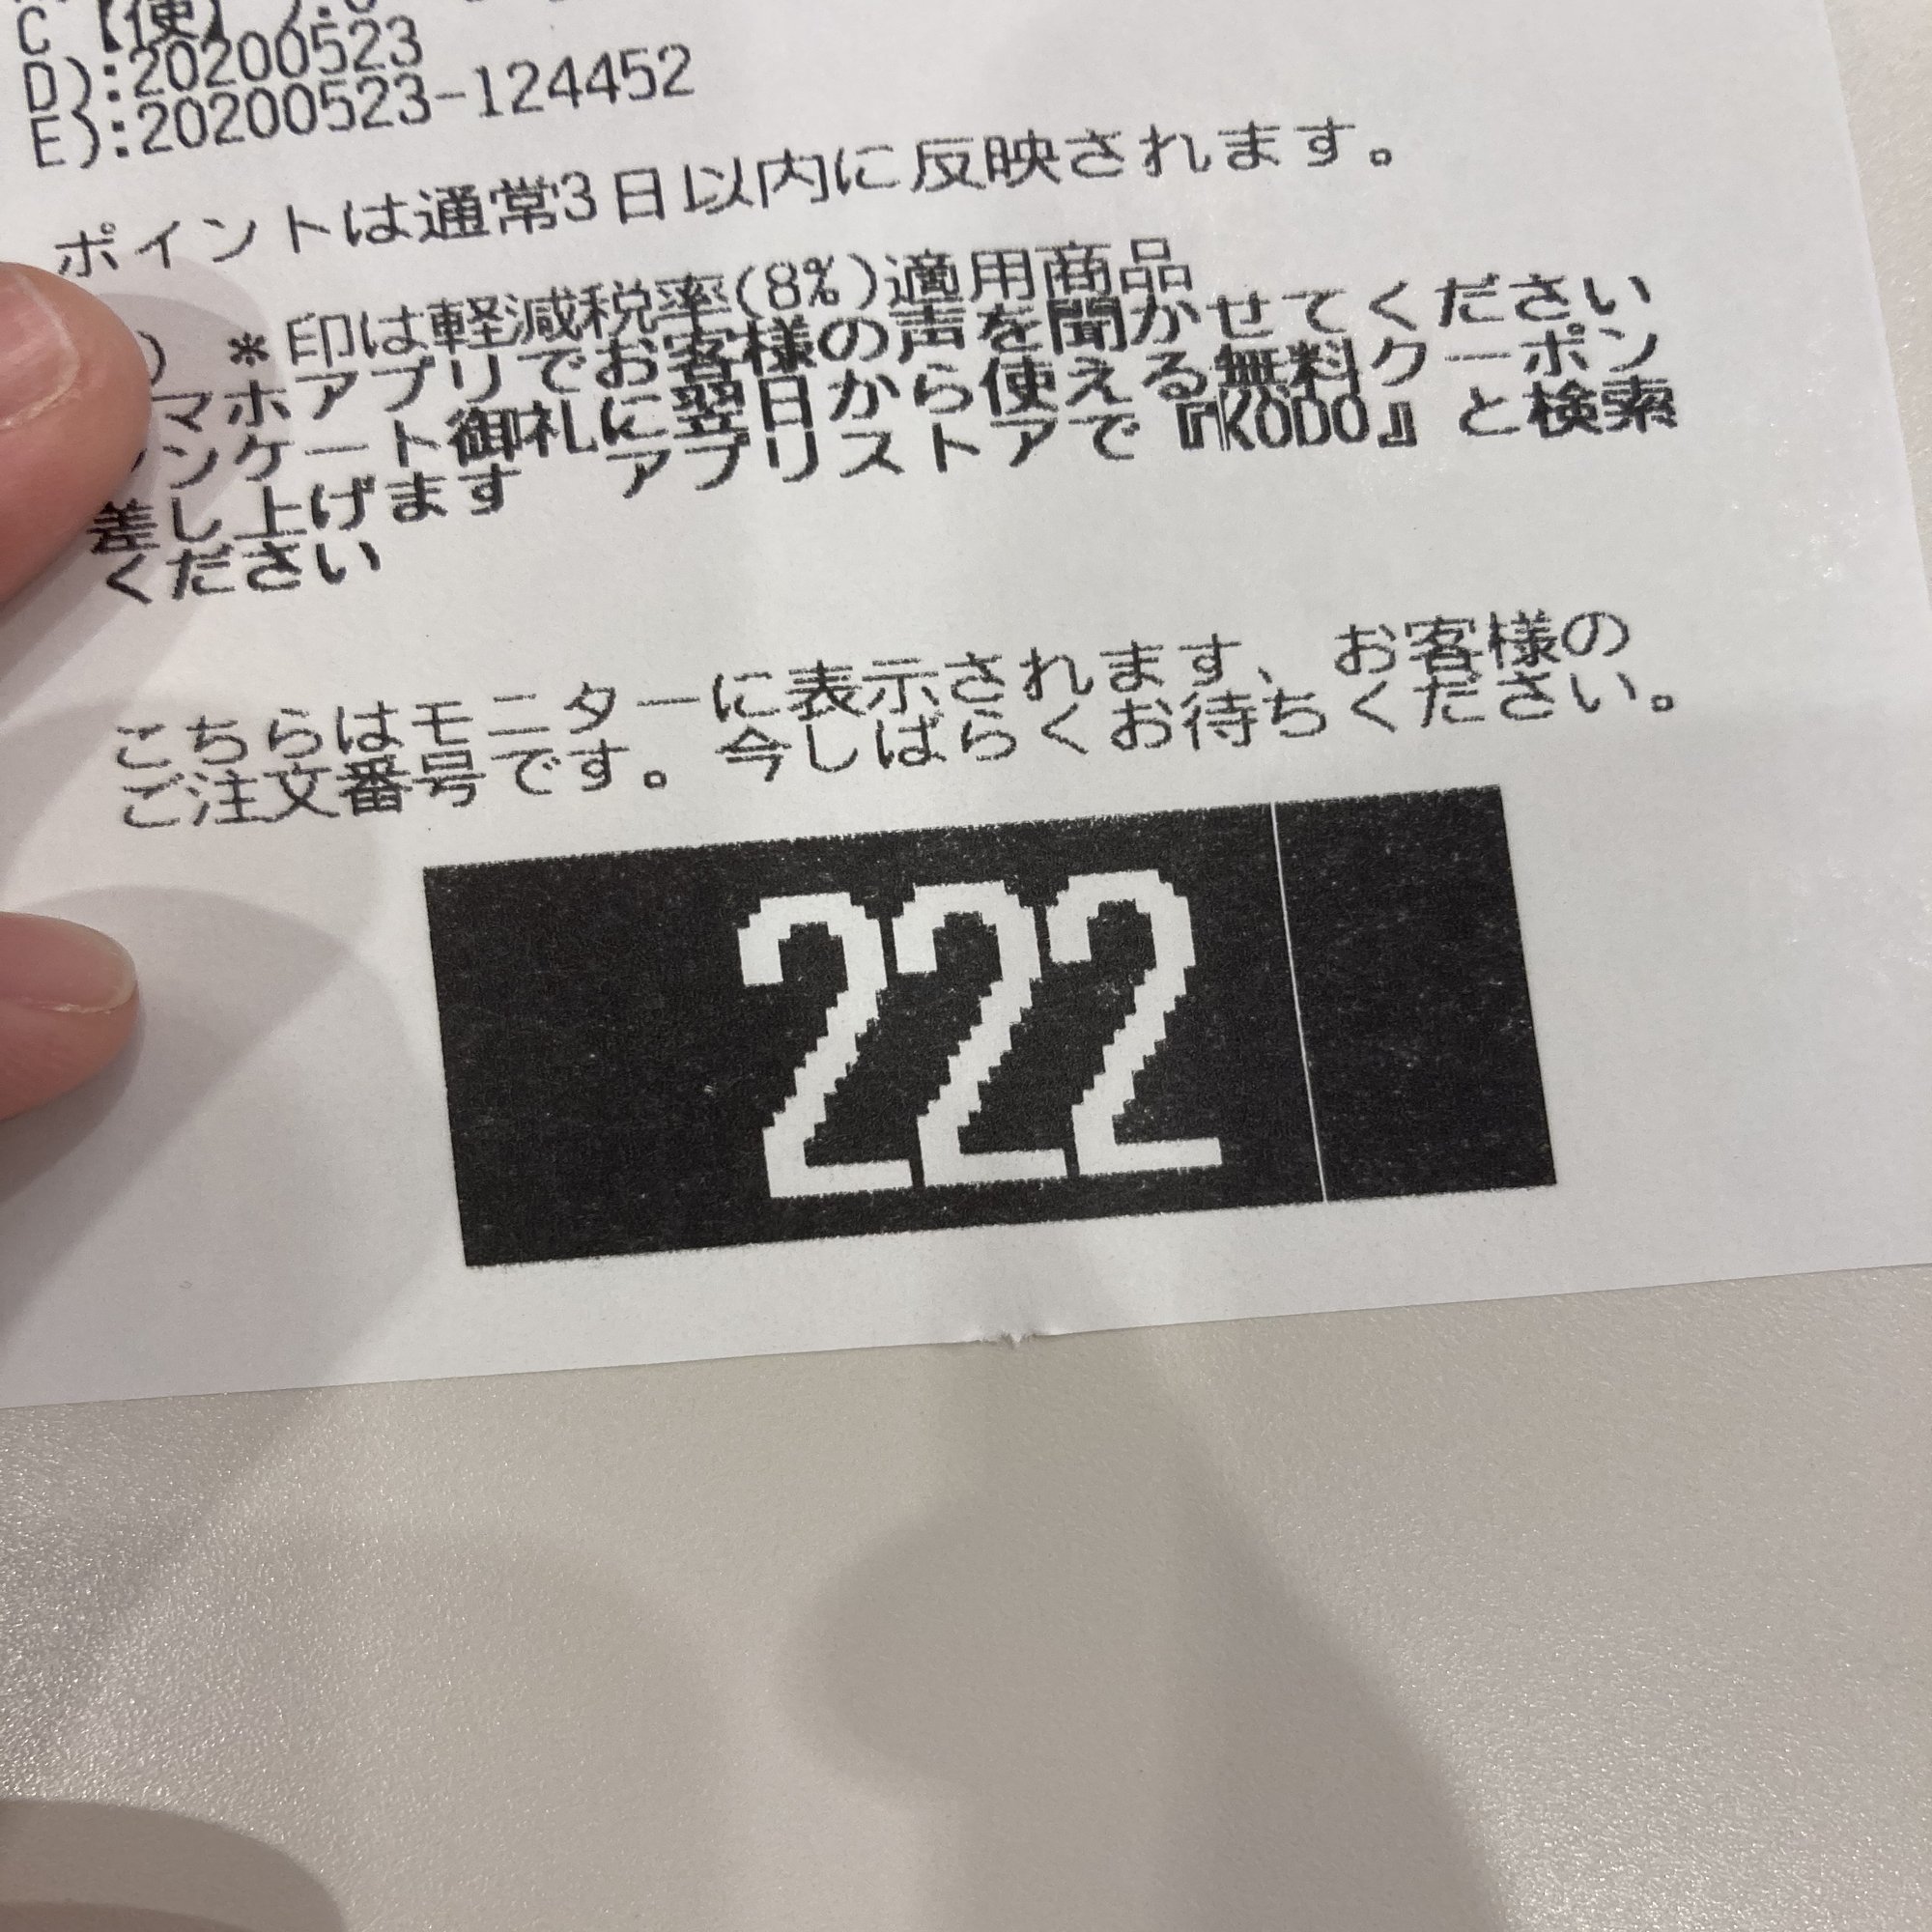 C【使】
D):20200523
E):20200523-124452
ポイントは通常3日以内に反映されます。
) *印は軽減税率(8%)適用商品
マホアプリでお客様の声を聞かせてください
ンケート御礼に翌日から使える無料クーポン
差し上げます アプリストアで『KODO』と検索
ください
こちらはモニターに表示されます、お客様の
ご注文番号です。今しばらくお待ちください。
222